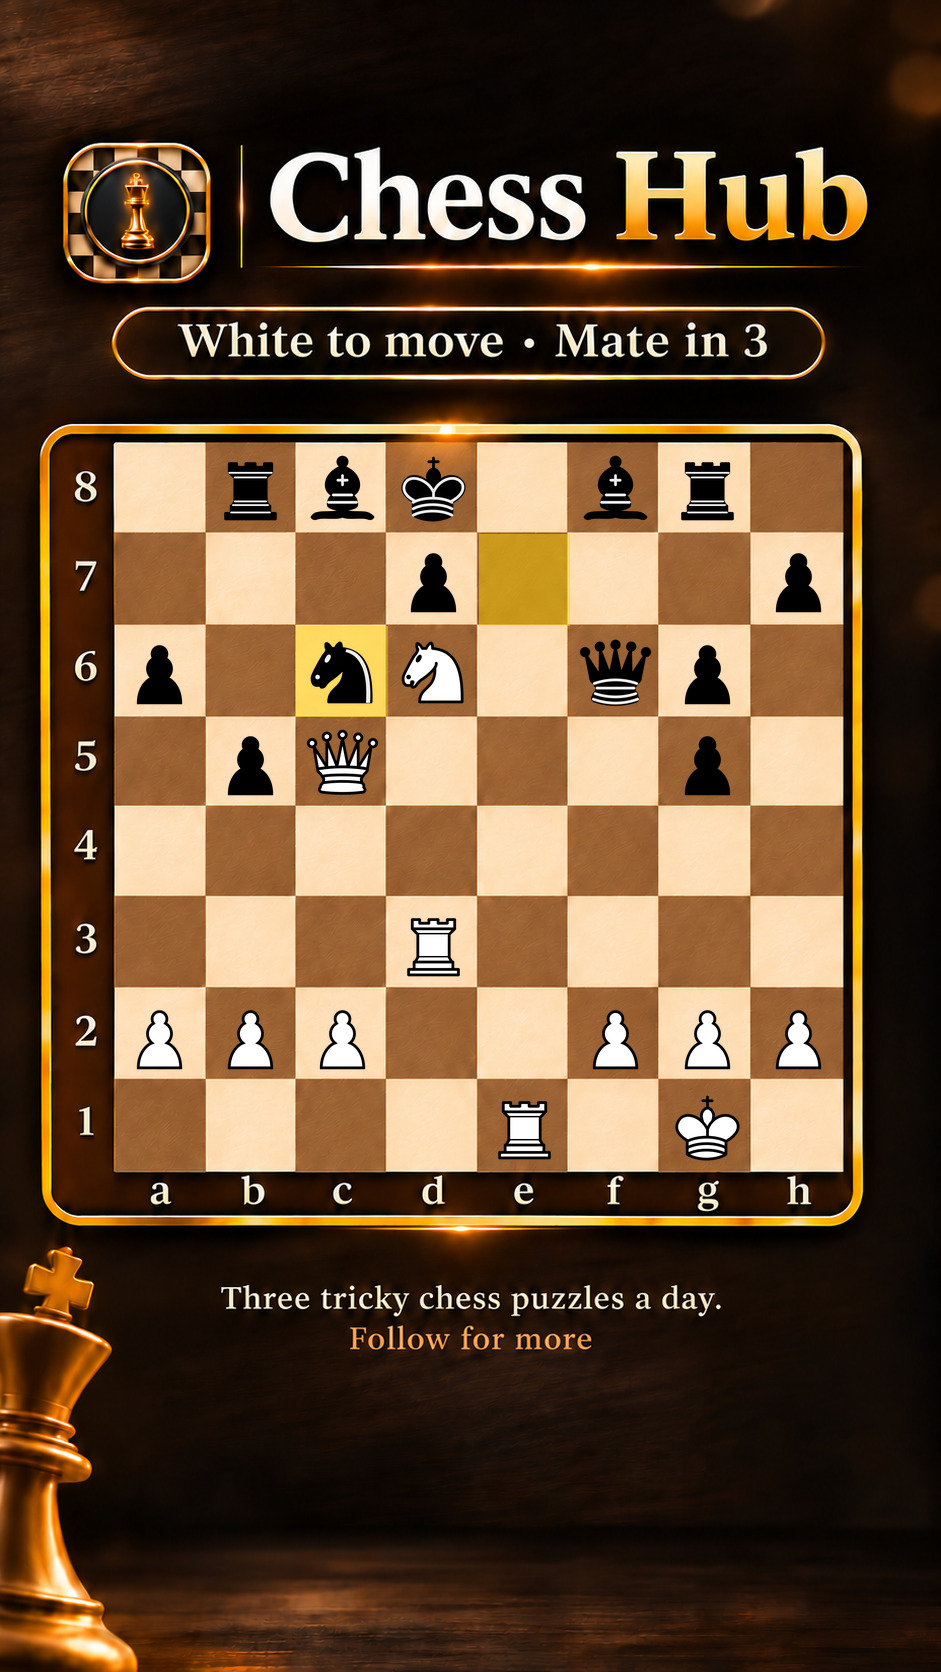 Chess Hub
White to move • Mate in 3
8
7
6
5
4
3
2
1
a b c d e f g h
Three tricky chess puzzles a day.
Follow for more